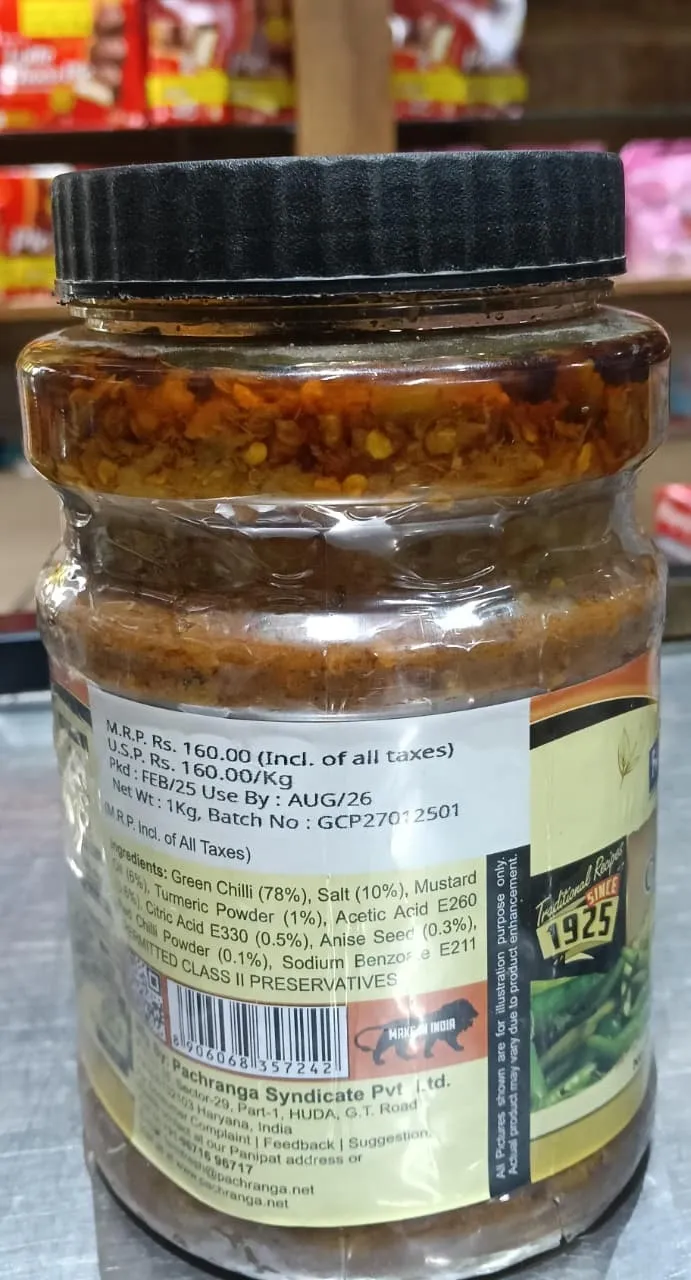 M.R.P. Rs. 160.00 (Incl. of all taxes)
U.S.P. Rs. 160.00/Kg
Pkd : FEB/25 Use By : AUG/26
Net Wt : 1Kg, Batch No : GCP27012501
(M.R.P. Incl. of All Taxes)
Ingredients: Green Chilli (78%), Salt (10%), Mustard
(6%), Turmeric Powder (1%), Acetic Acid E260
Citric Acid E330 (0.5%), Anise Seed (0.3%),
Chilli Powder (0.1%), Sodium E211
PERMITTED CLASS II PRESERVATIVES
8 906068 357242
MAKE IN INDIA
by: Pachranga Syndicate Pvt. Ltd.
Sector-29, Part-1, HUDA, G.T. Road
Haryana, India
Complaint | Feedback | Suggestion,
at our Panipat address or
96716 96717
@pachranga.net
www.pachranga.net
All Pictures shown are for illustration purpose only.
Actual product may vary due to product enhancement.
Traditional Recipes
SINCE
1925